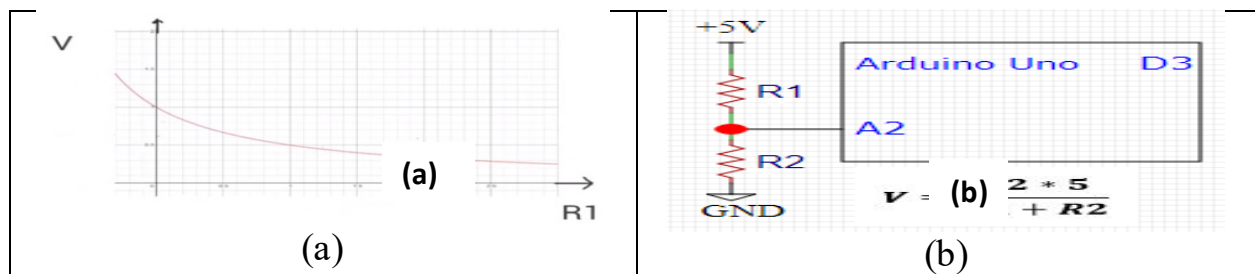 V
(a)
R1
(a)
+5V
Arduino Uno D3
R1
A2
R2
GND
V = (b) 2 * 5
+ R2
(b)